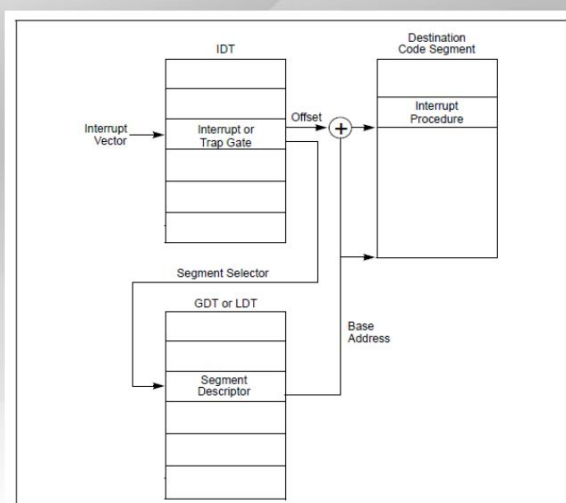 IDT
Destination
Code Segment
Interrupt
Vector
Interrupt or
Trap Gate
Offset
+
Interrupt
Procedure
Segment Selector
GDT or LDT
Segment
Descriptor
Base
Address